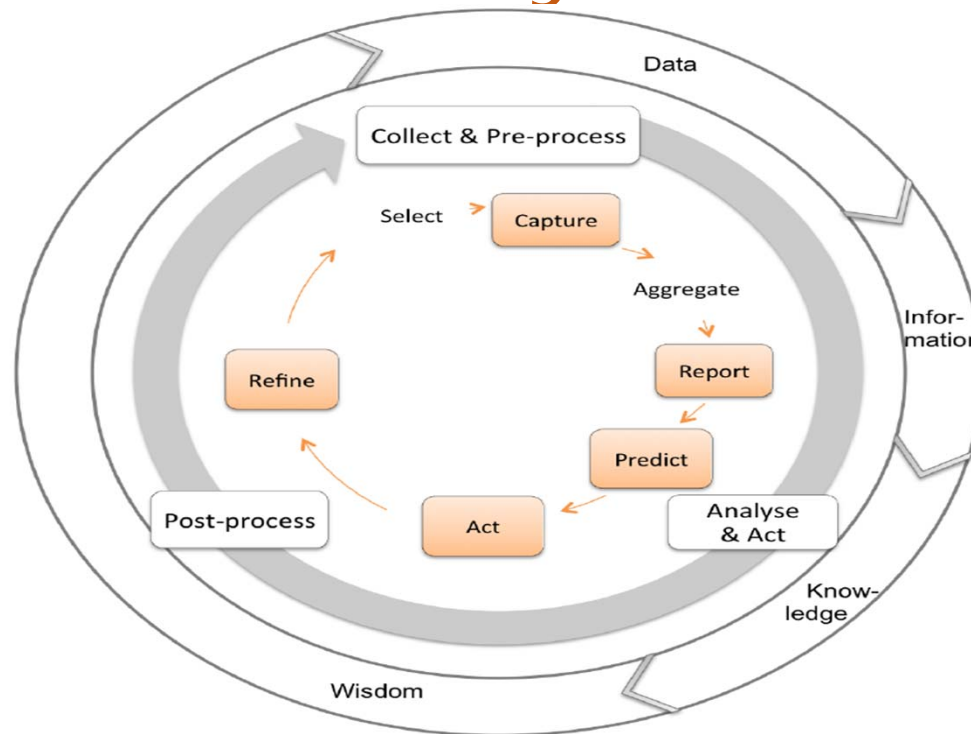 Data
Collect & Pre-process
Select
Capture
Aggregate
Infor-
mation
Report
Refine
Predict
Post-process
Act
Analyse
& Act
Know-
ledge
Wisdom